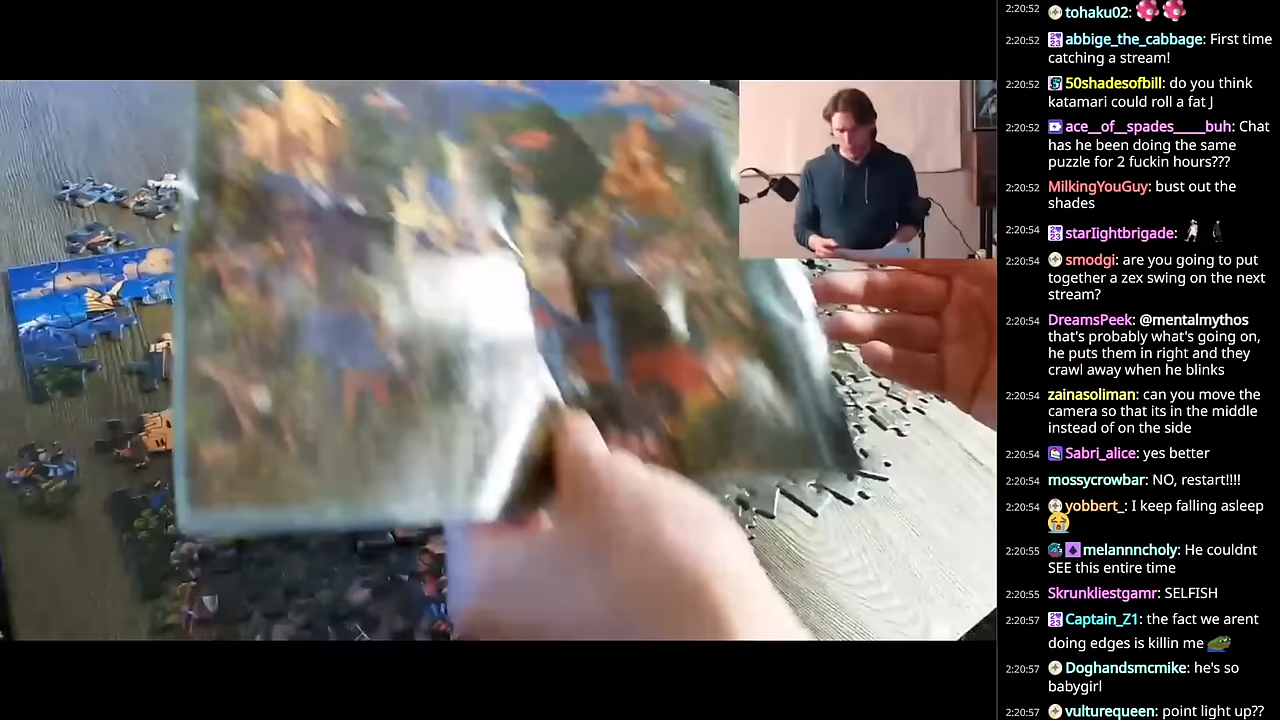 2:20:52 tohaku02:
2:20:52 abbige_the_cabbage: First time
catching a stream!
2:20:52 50shadesofbill: do you think
katamari could roll a fat J
2:20:52 ace__of__spades_____buh: Chat
has he been doing the same
puzzle for 2 fuckin hours???
2:20:52 MilkingYouGuy: bust out the
shades
2:20:54 starIightbrigade:
2:20:54 smodgi: are you going to put
together a zex swing on the next
stream?
2:20:54 DreamsPeek: @mentalmythos
that's probably what's going on,
he puts them in right and they
crawl away when he blinks
2:20:54 zainasoliman: can you move the
camera so that its in the middle
instead of on the side
2:20:54 Sabri_alice: yes better
2:20:54 mossycrowbar: NO, restart!!!!
2:20:54 yobbert_: I keep falling asleep
2:20:55 melannncholy: He couldnt
SEE this entire time
2:20:55 Skrunkliestgamr: SELFISH
2:20:57 Captain_Z1: the fact we arent
doing edges is killin me
2:20:57 Doghandsmcmike: he's so
babygirl
2:20:57 vulturequeen: point light up??